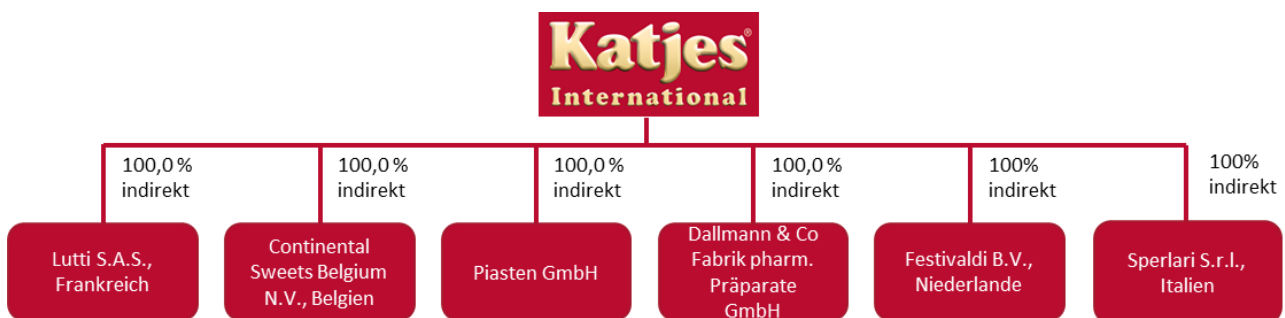 Katjes®
International
100,0 %
indirekt
100,0 %
indirekt
100,0 %
indirekt
100,0 %
indirekt
100%
indirekt
100%
indirekt
Lutti S.A.S.,
Frankreich
Continental
Sweets Belgium
N.V., Belgien
Piasten GmbH
Dallmann & Co
Fabrik pharm.
Präparate
GmbH
Festivaldi B.V.,
Niederlande
Sperlari S.r.l.,
Italien